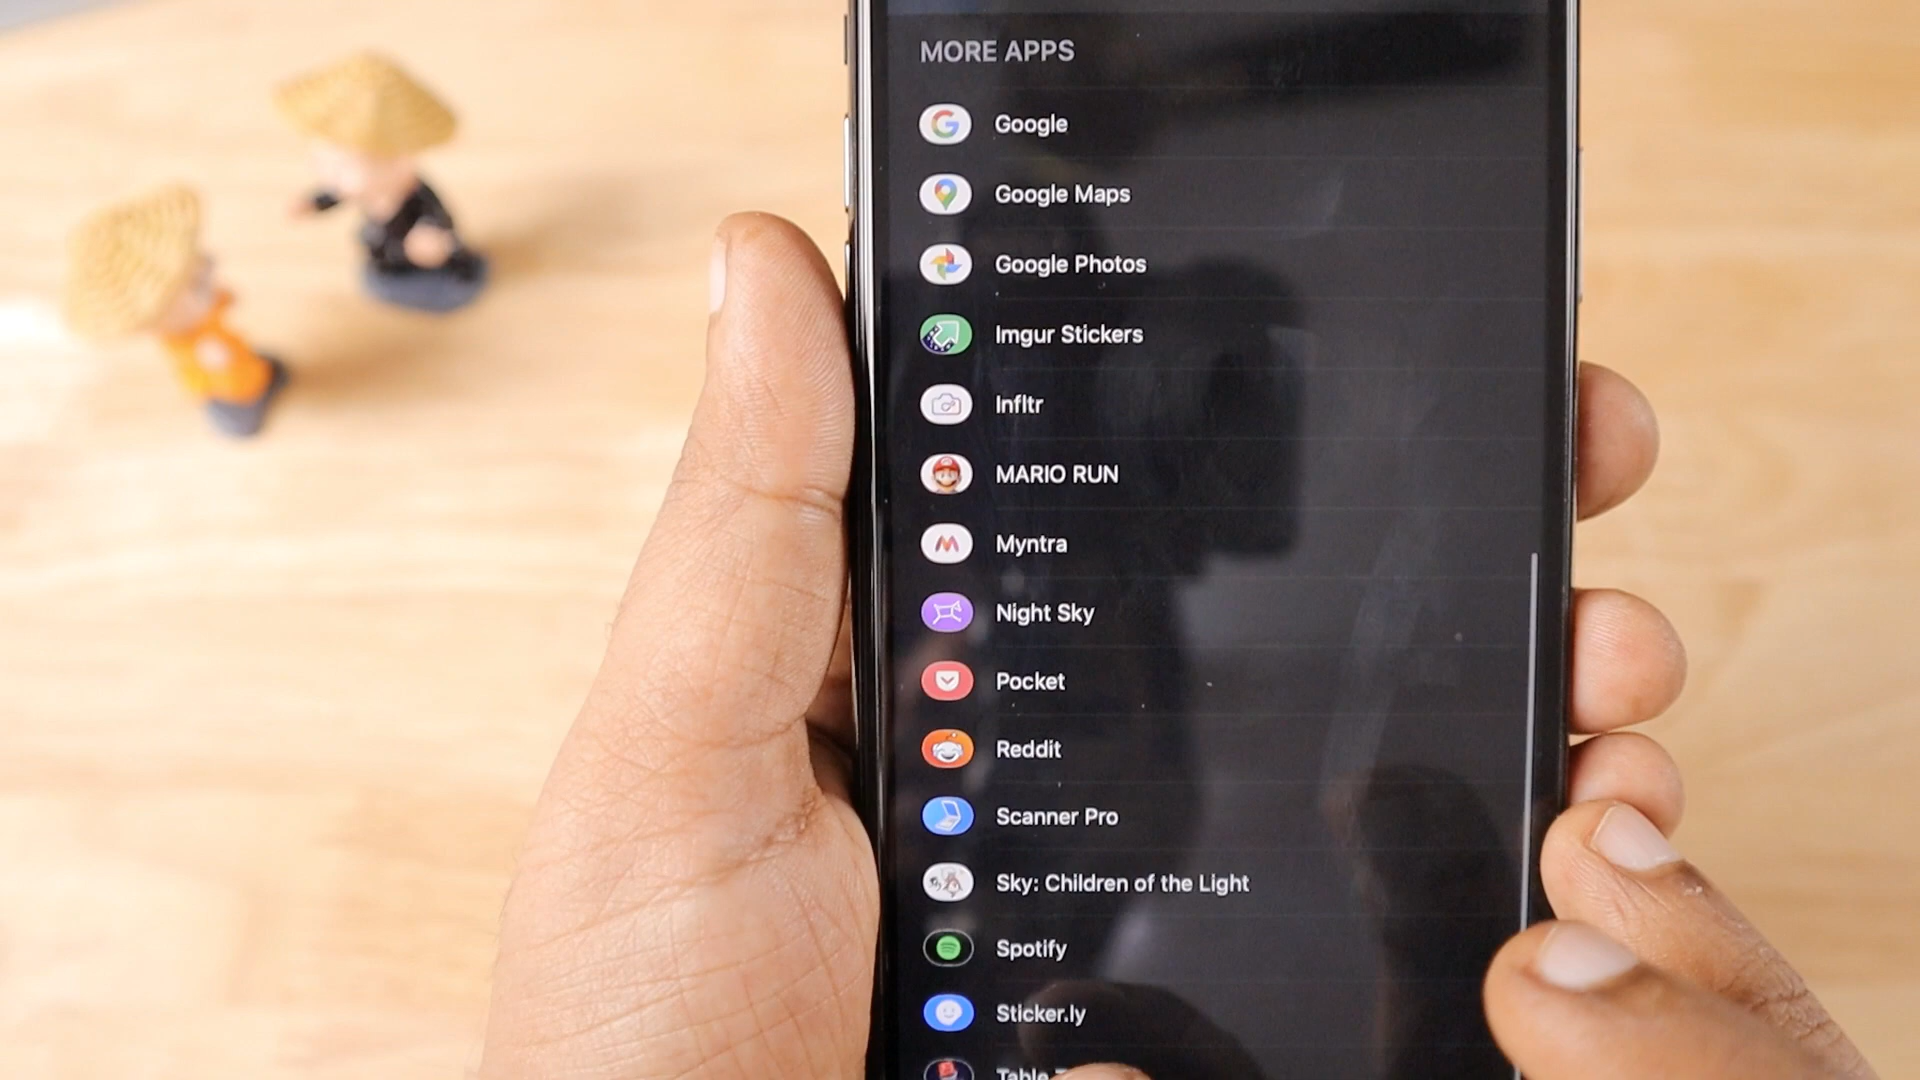 MORE APPS
Google
Google Maps
Google Photos
Imgur Stickers
Infltr
MARIO RUN
Myntra
Night Sky
Pocket
Reddit
Scanner Pro
Sky: Children of the Light
Spotify
Sticker.ly
Table